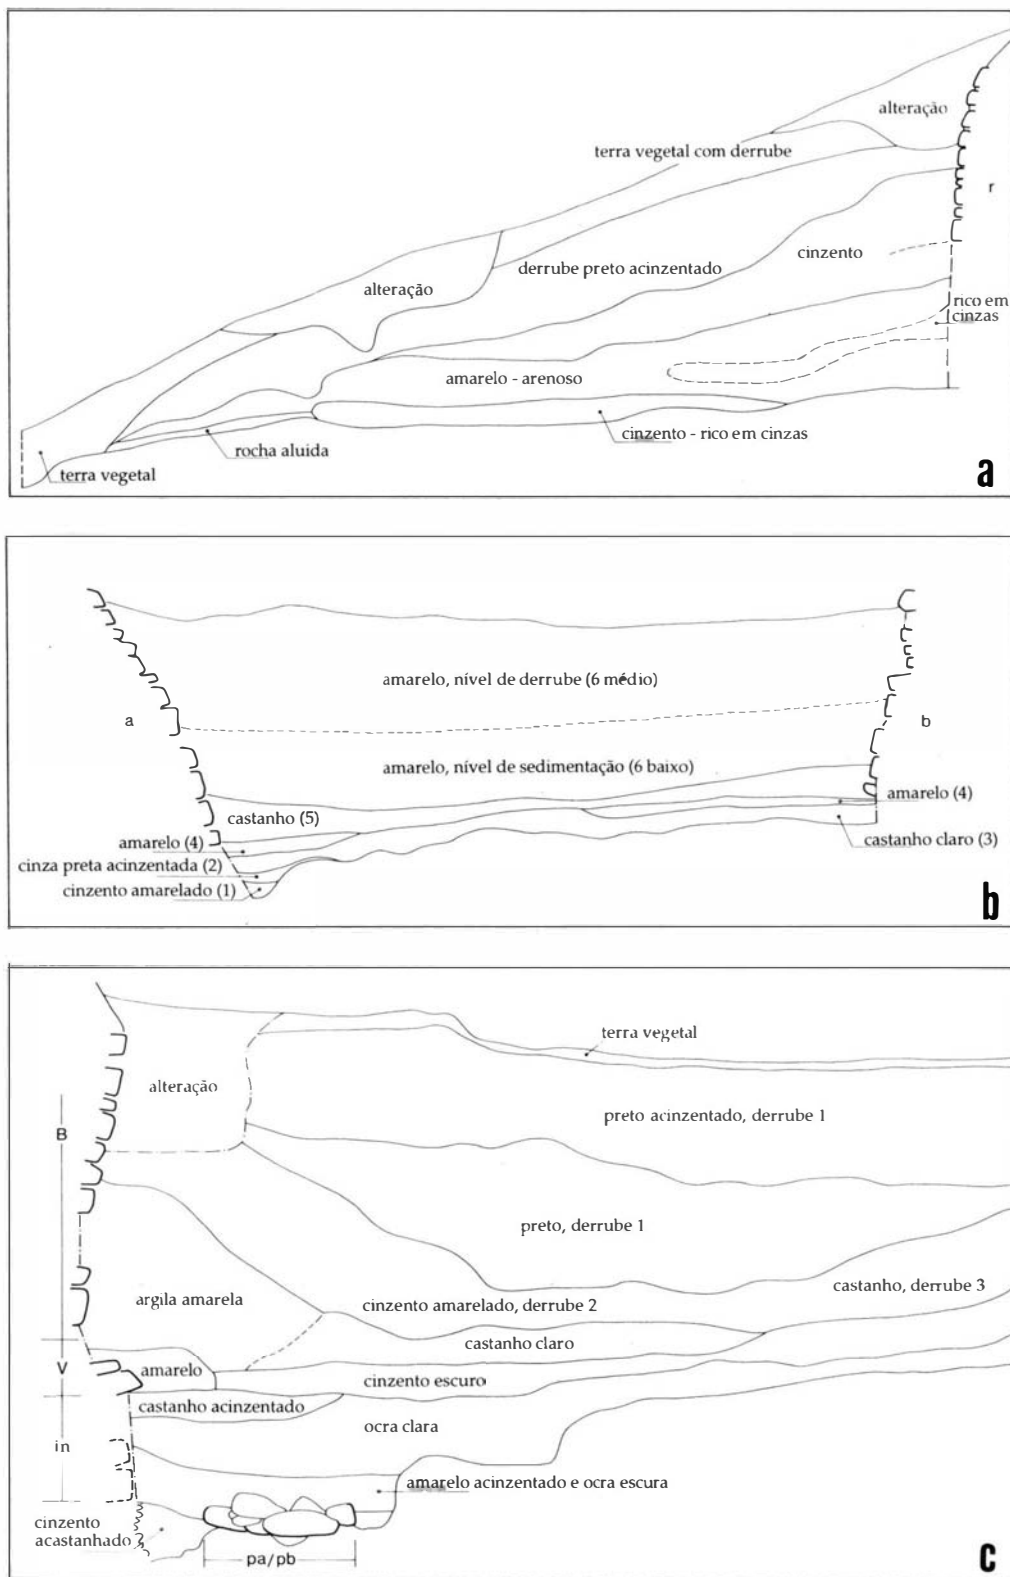 alteração
terra vegetal com derrube
r
cinzento
derrube preto acinzentado
alteração
rico em
cinzas
amarelo - arenoso
cinzento - rico em cinzas
rocha aluida
terra vegetal
a
amarelo, nível de derrube (6 médio)
a
b
amarelo, nível de sedimentação (6 baixo)
amarelo (4)
castanho (5)
amarelo (4)
castanho claro (3)
cinza preta acinzentada (2)
cinzento amarelado (1)
b
terra vegetal
alteração
preto acinzentado, derrube 1
B
preto, derrube 1
castanho, derrube 3
argila amarela
cinzento amarelado, derrube 2
castanho claro
V
amarelo
cinzento escuro
castanho acinzentado
ocra clara
in
amarelo acinzentado e ocra escura
cinzento
acastanhado
pa/pb
c